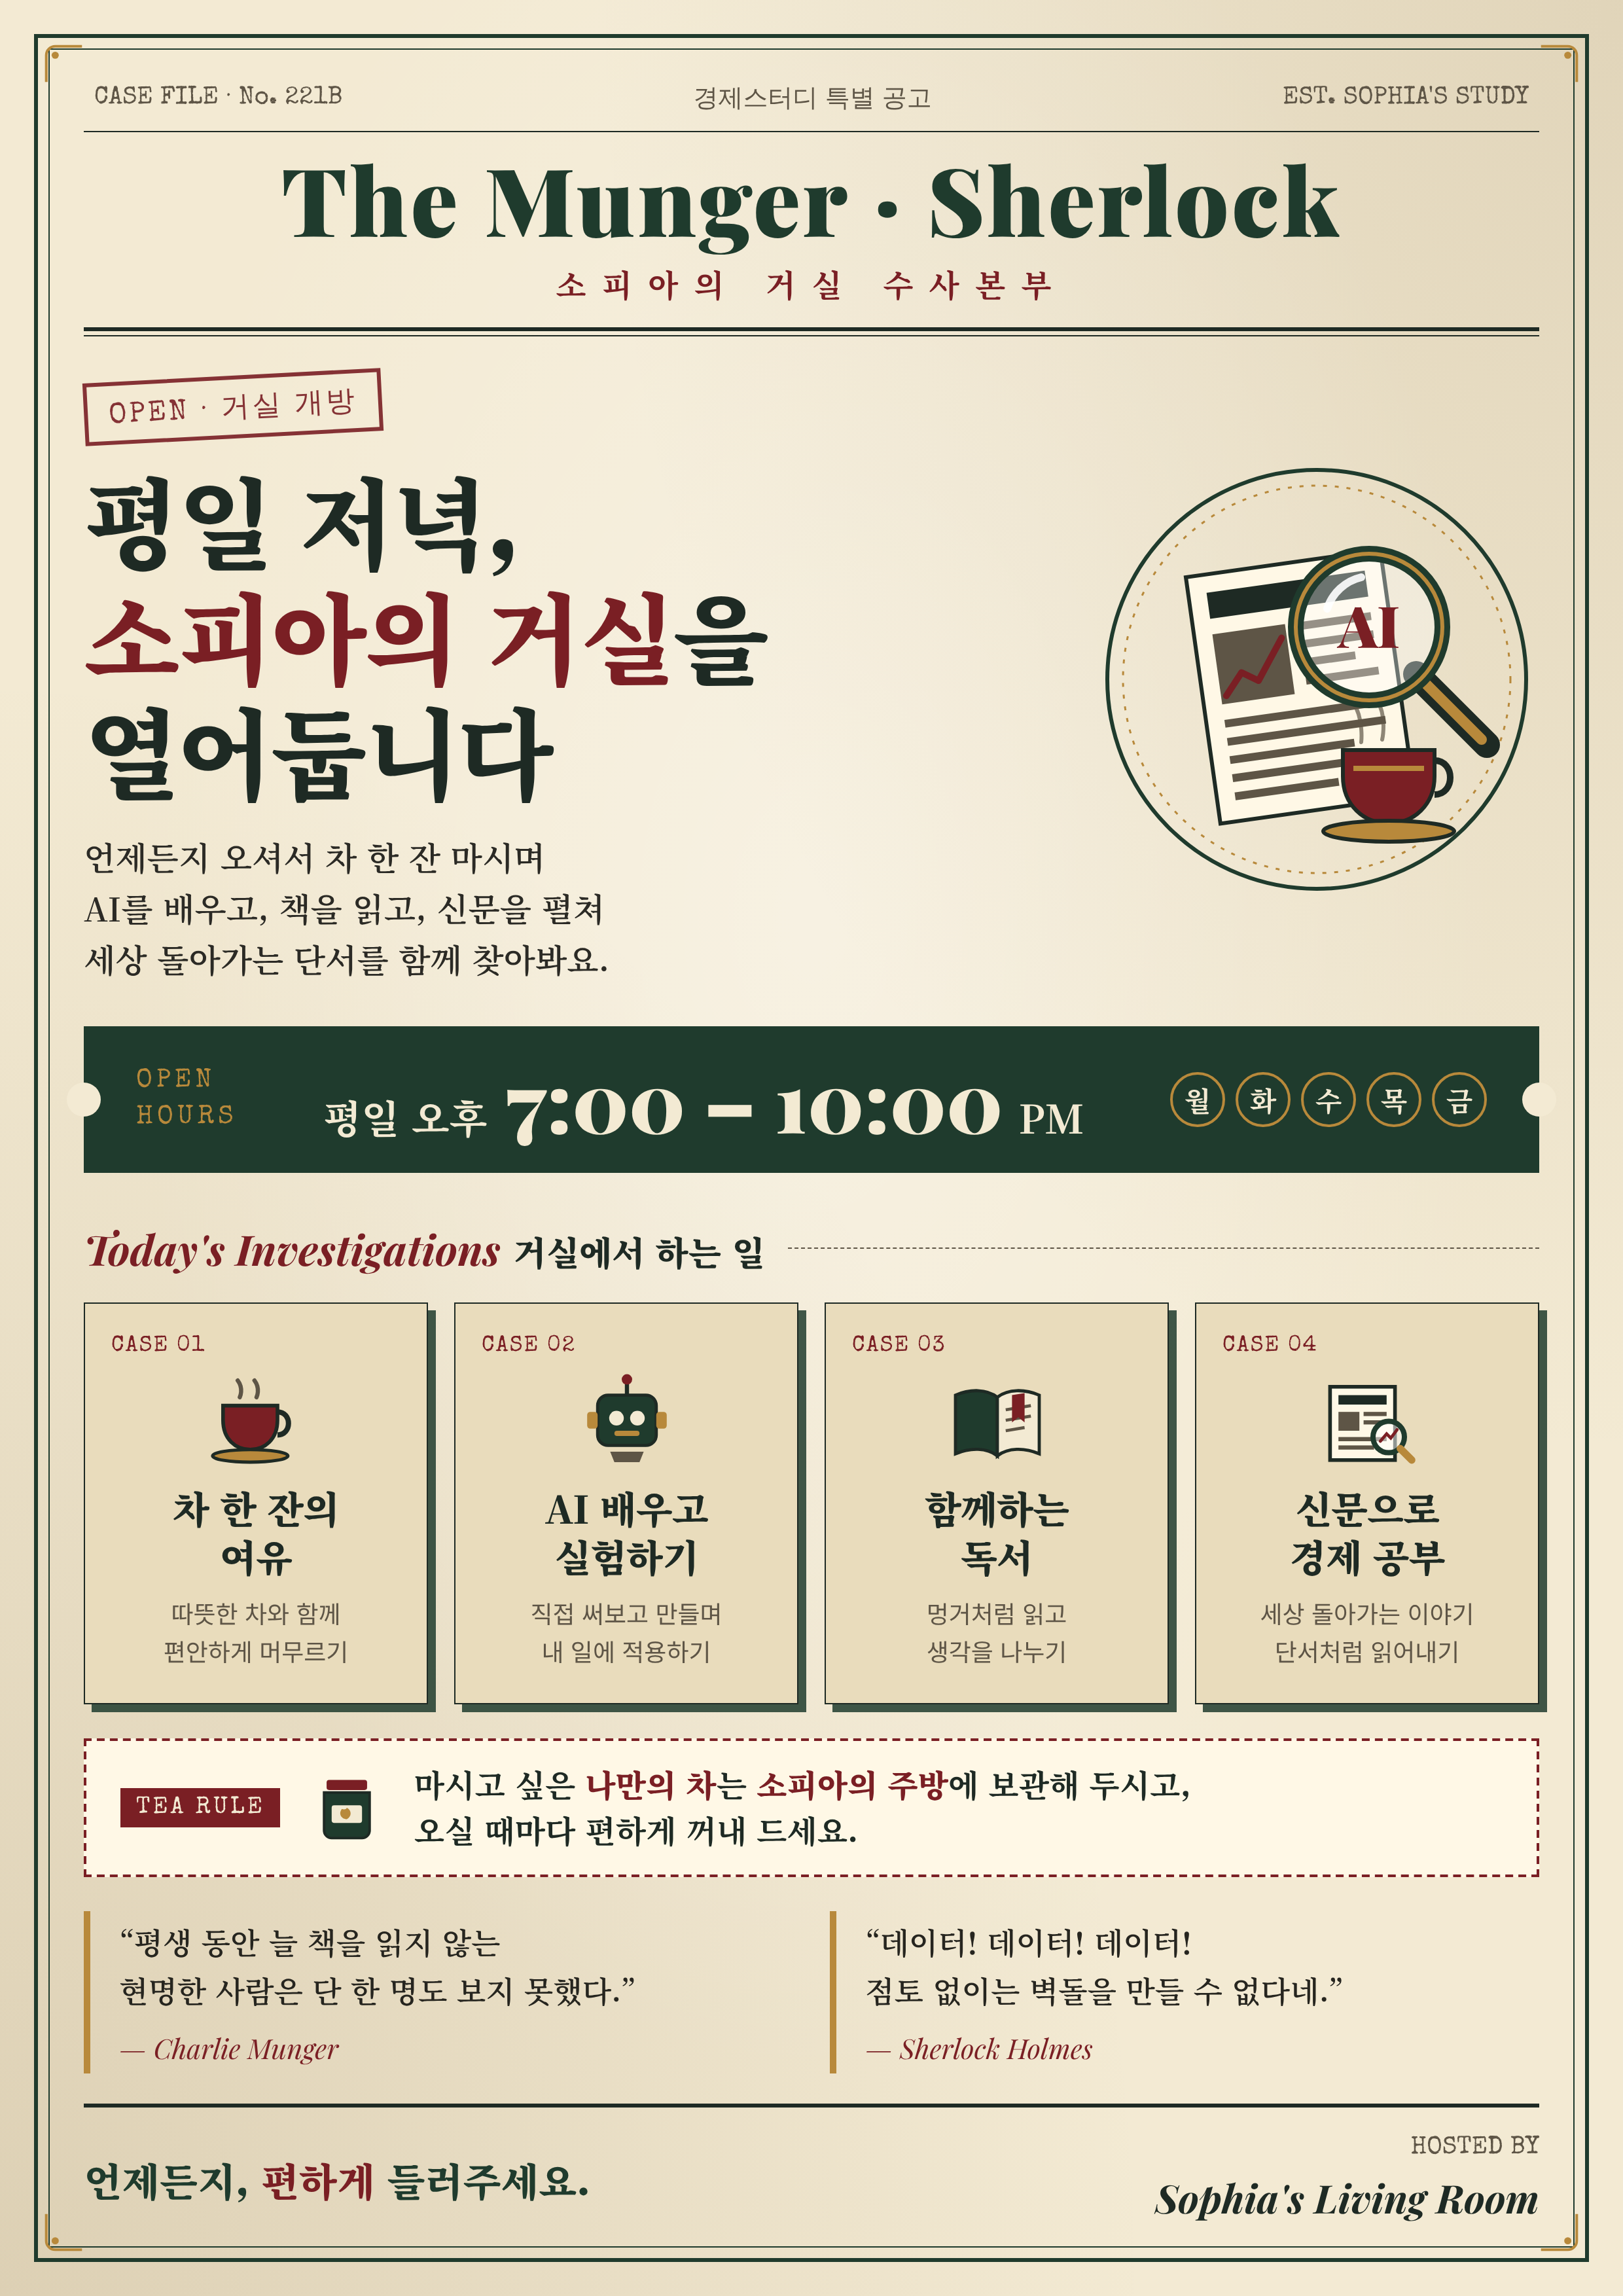 CASE FILE · No. 221B
경제스터디 특별 공고
EST. SOPHIA'S STUDY
The Munger · Sherlock
소피아의 거실 수사본부
OPEN · 거실 개방
평일 저녁,
소피아의 거실을
열어둡니다
언제든지 오셔서 차 한 잔 마시며
AI를 배우고, 책을 읽고, 신문을 펼쳐
세상 돌아가는 단서를 함께 찾아봐요.
AI
OPEN
HOURS
평일 오후 7:00 – 10:00 PM
월 화 수 목 금
Today's Investigations 거실에서 하는 일
CASE 01
차 한 잔의
여유
따뜻한 차와 함께
편안하게 머무르기
CASE 02
AI 배우고
실험하기
직접 써보고 만들며
내 일에 적용하기
CASE 03
함께하는
독서
멍거처럼 읽고
생각을 나누기
CASE 04
신문으로
경제 공부
세상 돌아가는 이야기
단서처럼 읽어내기
TEA RULE
마시고 싶은 나만의 차는 소피아의 주방에 보관해 두시고,
오실 때마다 편하게 꺼내 드세요.
“평생 동안 늘 책을 읽지 않는
현명한 사람은 단 한 명도 보지 못했다.”
— Charlie Munger
“데이터! 데이터! 데이터!
점토 없이는 벽돌을 만들 수 없다네.”
— Sherlock Holmes
언제든지, 편하게 들러주세요.
HOSTED BY
Sophia's Living Room